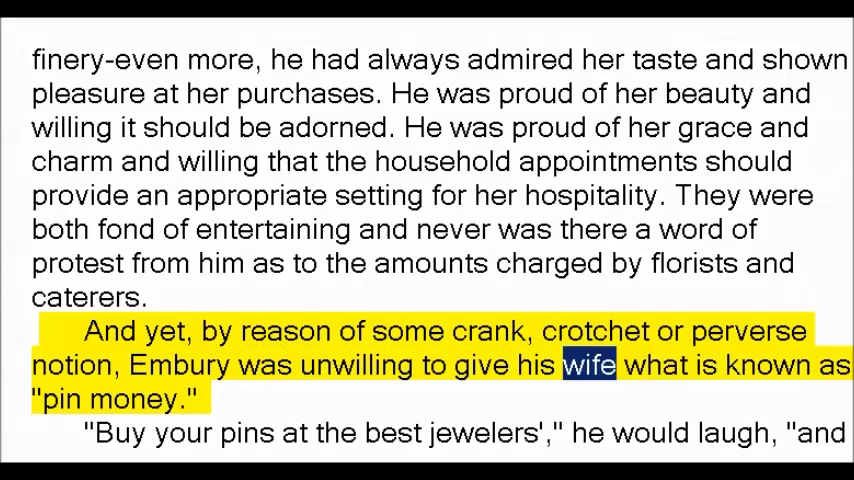 finery-even more, he had always admired her taste and shown
pleasure at her purchases. He was proud of her beauty and
willing it should be adorned. He was proud of her grace and
charm and willing that the household appointments should
provide an appropriate setting for her hospitality. They were
both fond of entertaining and never was there a word of
protest from him as to the amounts charged by florists and
caterers.
And yet, by reason of some crank, crotchet or perverse
notion, Embury was unwilling to give his wife what is known as
"pin money."
"Buy your pins at the best jewelers'," he would laugh, "and